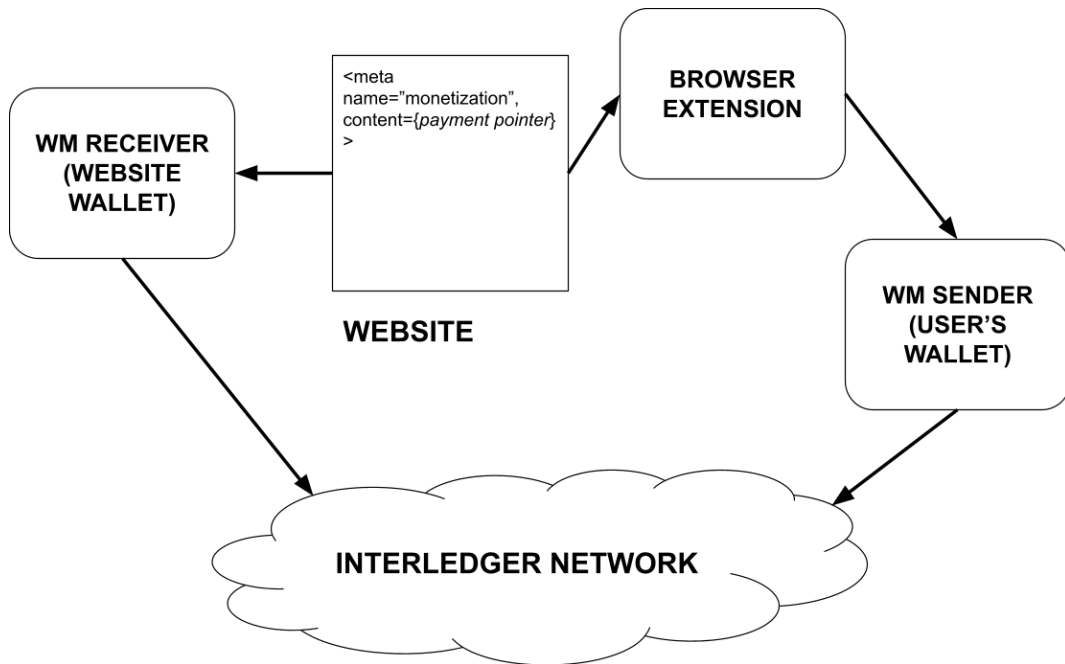 <meta
name=”monetization”,
content={payment pointer}
>
BROWSER
EXTENSION
WM RECEIVER
(WEBSITE
WALLET)
WM SENDER
(USER’S
WALLET)
WEBSITE
INTERLEDGER NETWORK